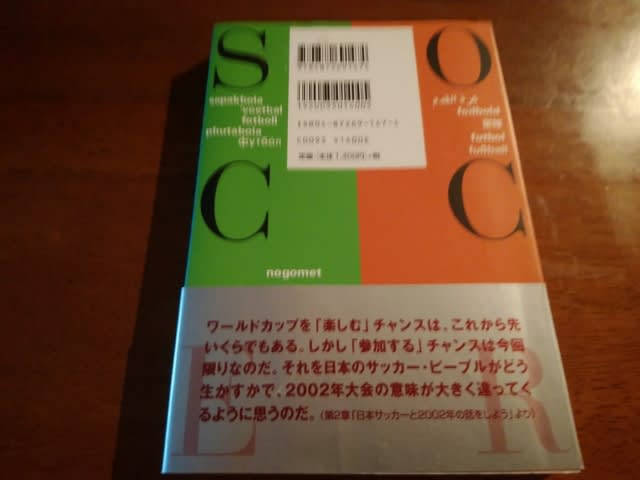 S O
sepakbola
voetbal
fotboll
phutabola
футбол
fodbold
futbol
fußball
C C
nogomet
ワールドカップを「楽しむ」チャンスは、これから先
いくらでもある。しかし「参加する」チャンスは今回
限りなのだ。それを日本のサッカー・ピープルがどう
生かすかで、2002年大会の意味が大きく違ってく
るように思うのだ。(第2章「日本サッカーと2002年の話をしよう」より)
E R